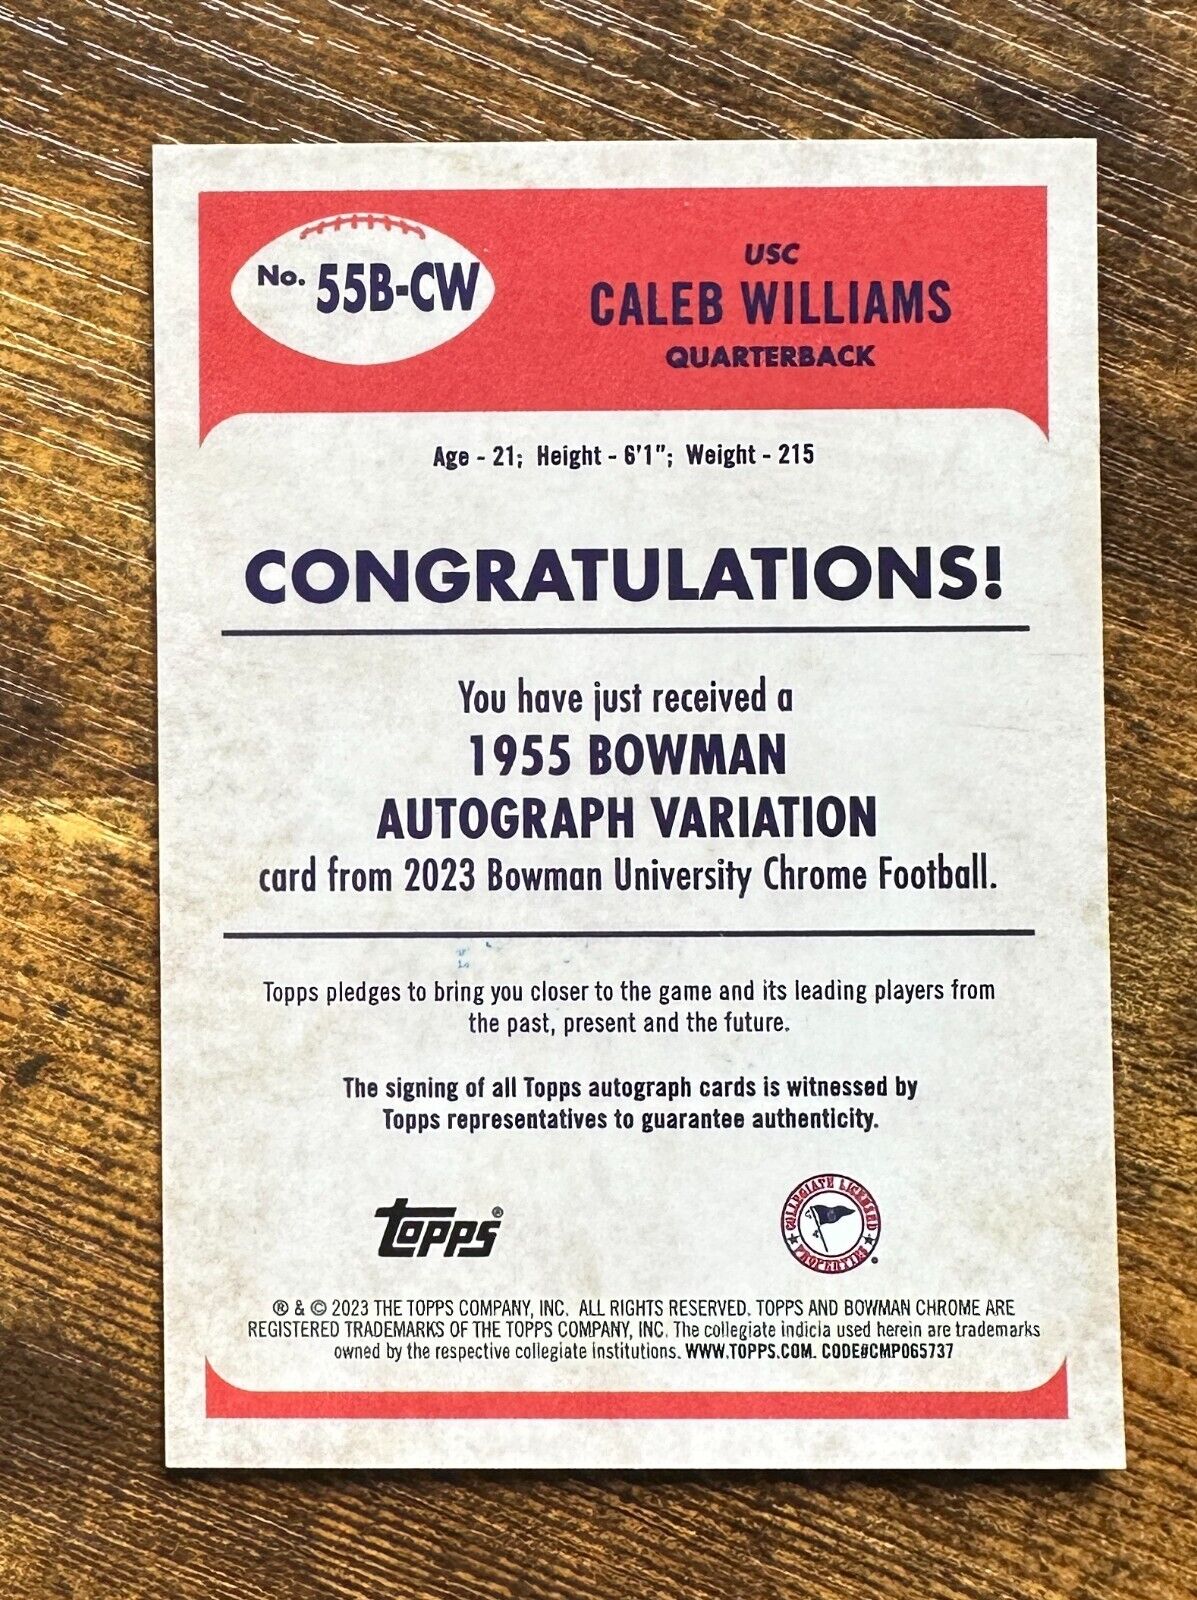 No. 55B-CW
USC
CALEB WILLIAMS
QUARTERBACK
Age - 21; Height - 6'1"; Weight - 215
CONGRATULATIONS!
You have just received a
1955 BOWMAN
AUTOGRAPH VARIATION
card from 2023 Bowman University Chrome Football.
Topps pledges to bring you closer to the game and its leading players from
the past, present and the future.
The signing of all Topps autograph cards is witnessed by
Topps representatives to guarantee authenticity.
topps®
COLLEGIATE LICENSED
PROPERTIES
® & © 2023 THE TOPPS COMPANY, INC. ALL RIGHTS RESERVED. TOPPS AND BOWMAN CHROME ARE
REGISTERED TRADEMARKS OF THE TOPPS COMPANY, INC. The collegiate indicia used herein are trademarks
owned by the respective collegiate institutions. WWW.TOPPS.COM. CODE#CMP065737